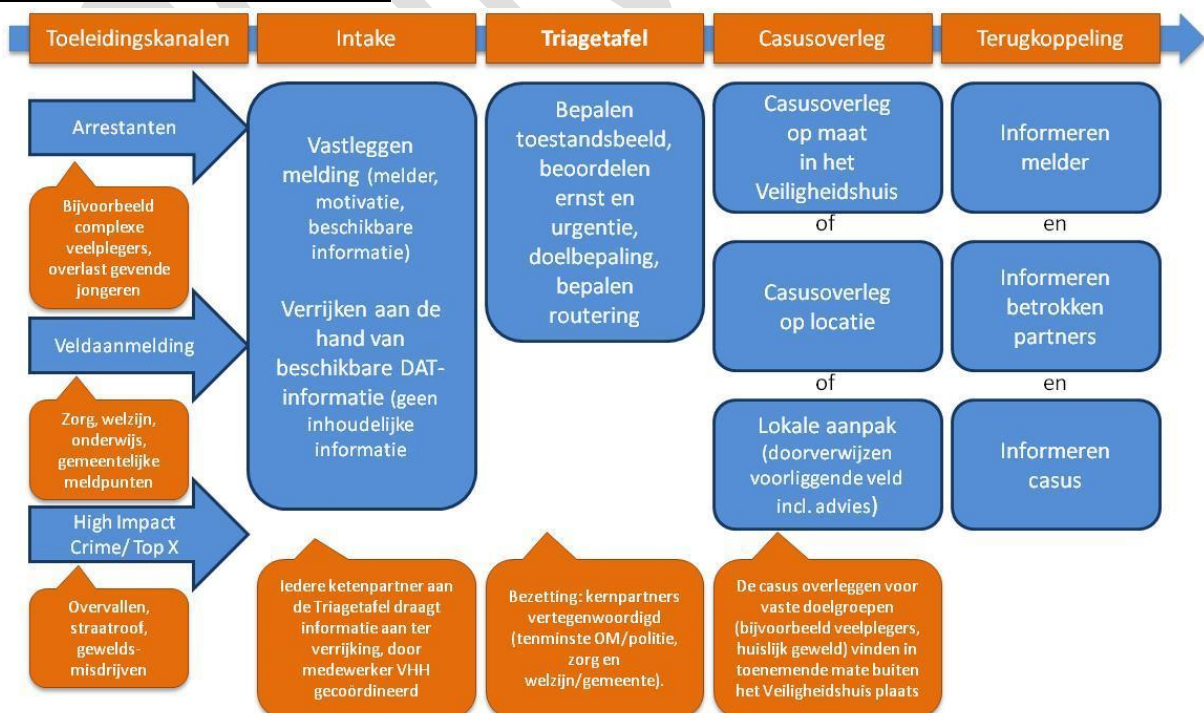 Toeleidingskanalen
Intake
Triagetafel
Casusoverleg
Terugkoppeling
Arrestanten
Bijvoorbeeld
complexe
veelplegers,
overlast gevende
jongeren
Veldaanmelding
Zorg, welzijn,
onderwijs,
gemeentelijke
meldpunten
High Impact
Crime/ Top X
Overvallen,
straatroof,
gewelds-
misdrijven
Vastleggen
melding (melder,
motivatie,
beschikbare
informatie)
Verrijken aan de
hand van
beschikbare DAT-
informatie (geen
inhoudelijke
informatie
Iedere ketenpartner aan
de Triagetafel draagt
informatie aan ter
verrijking, door
medewerker VHH
gecoördineerd
Bepalen
toestandsbeeld,
beoordelen
ernst en
urgentie,
doelbepaling,
bepalen
routering
Bezetting: kernpartners
vertegenwoordigd
(tenminste OM/politie,
zorg en
welzijn/gemeente).
Casusoverleg
op maat
in het
Veiligheidshuis
of
Casusoverleg
op locatie
of
Lokale aanpak
(doorverwijzen
voorliggende veld
incl. advies)
De casus overleggen voor
vaste doelgroepen
(bijvoorbeeld veelplegers,
huislijk geweld) vinden in
toenemende mate buiten
het Veiligheidshuis plaats
Informeren
melder
en
Informeren
betrokken
partners
en
Informeren
casus